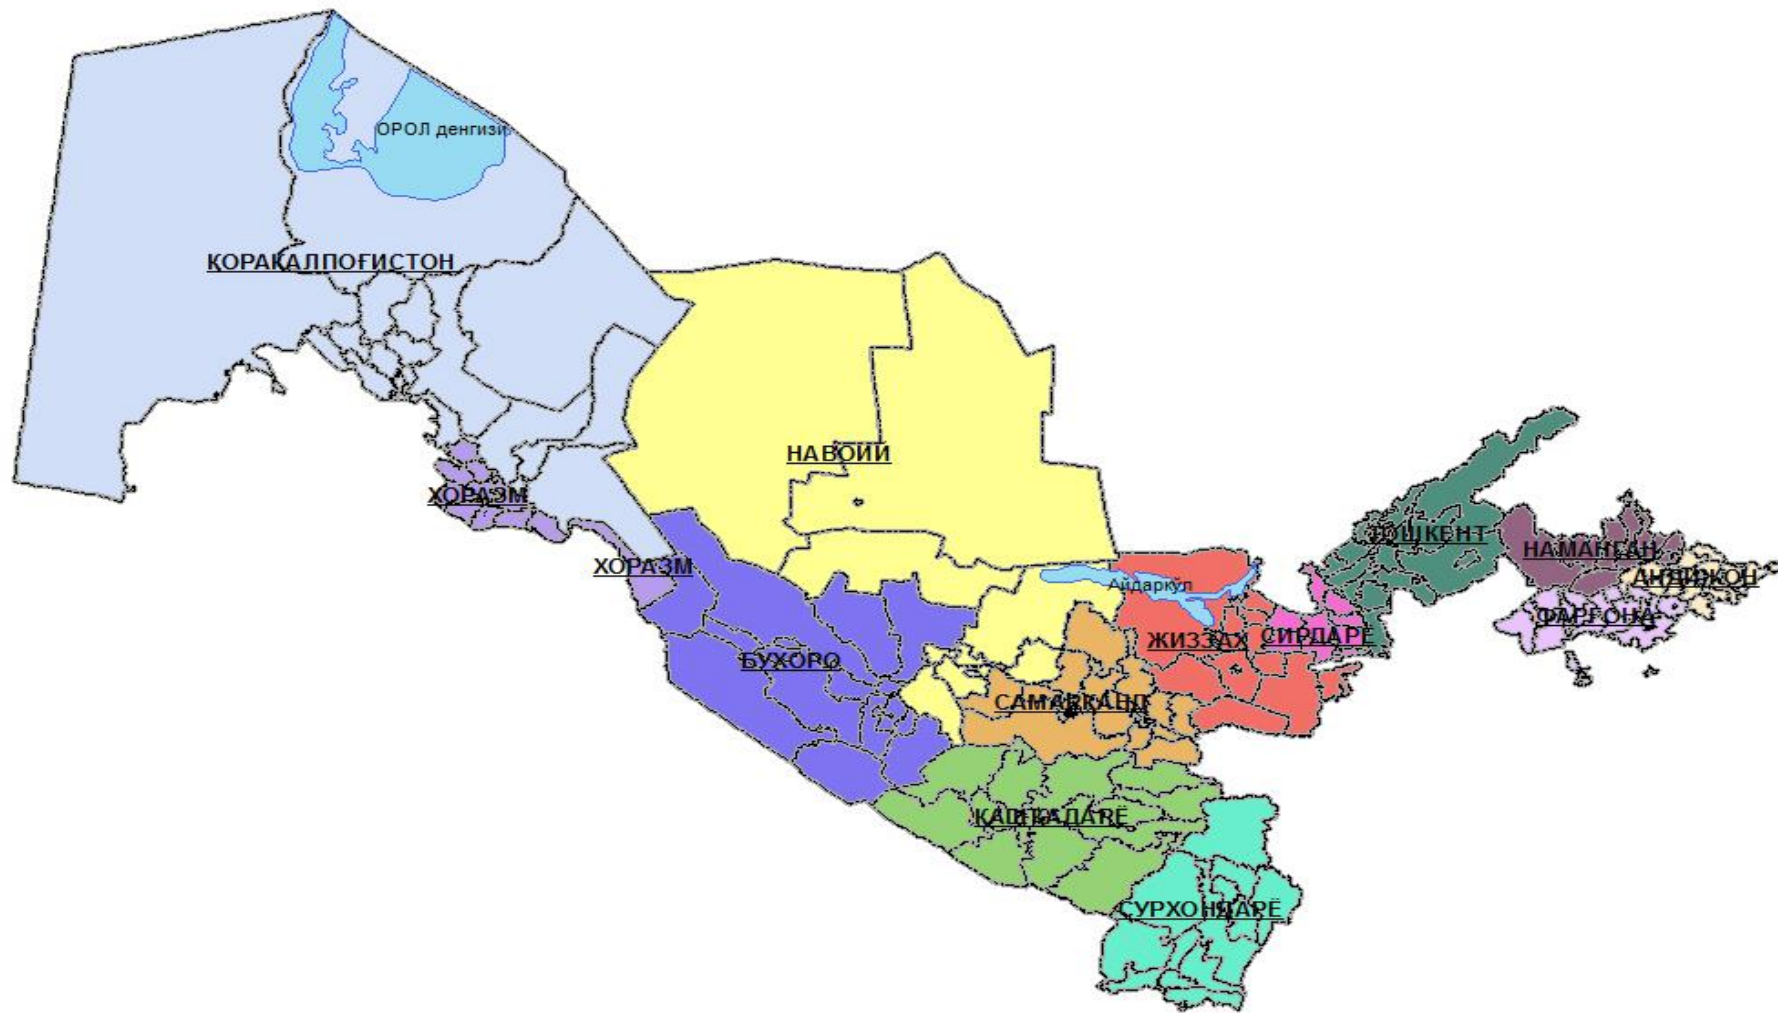 ОРОЛ денгизи
ҚОРАҚАЛПОҒИСТОН
НАВОИЙ
ХОРАЗМ
ТОШКЕНТ
НАМАНГАН
ХОРАЗМ
АНДИЖОН
Айдаркўл
ФАРҒОНА
ЖИЗЗАХ
СИРДАРЁ
БУХОРО
САМАРҚАНД
ҚАШҚАДАРЁ
СУРХОНДАРЁ